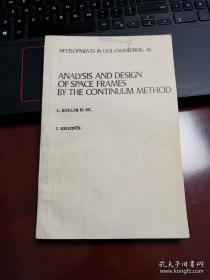 DEVELOPMENTS IN CIVIL ENGINEERING, 10
ANALYSIS AND DESIGN
OF SPACE FRAMES
BY THE CONTINUUM METHOD
L. KOLLÁR D. SC.
I. HEGEDŰS
孔夫子旧书网